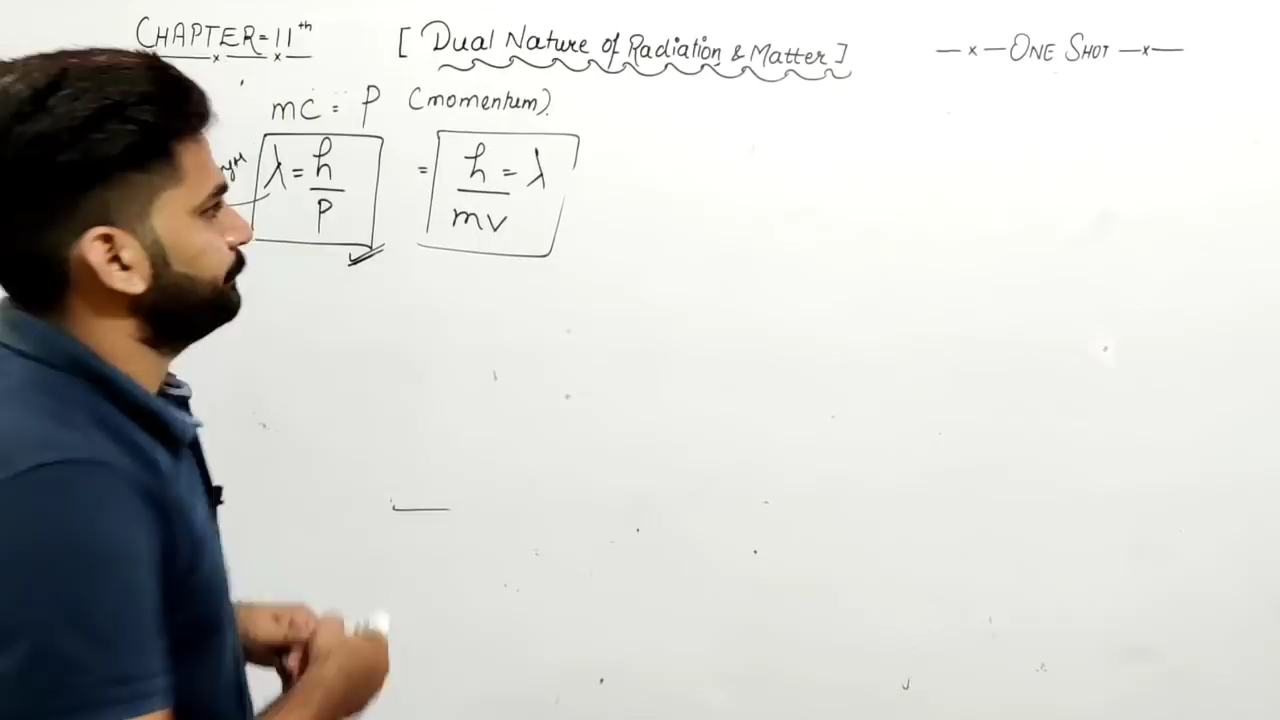 CHAPTER=11th [Dual Nature of Radiation & Matter] —x—ONE SHOT—x—
mc = P (momentum).
λ = h/P = h/mv = λ